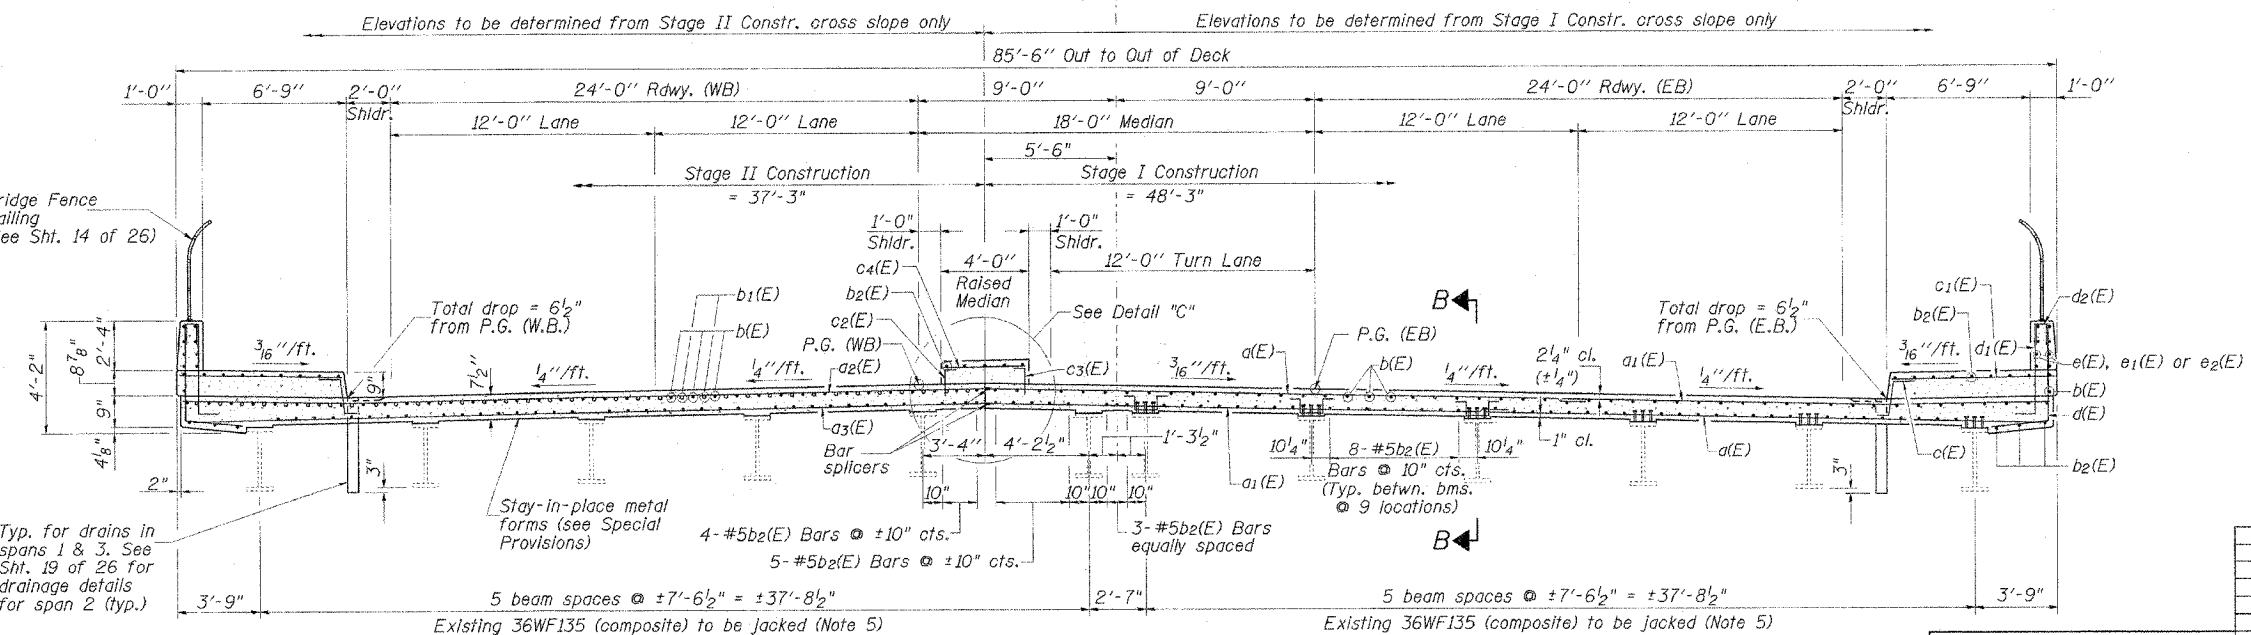 Elevations to be determined from Stage II Constr. cross slope only
Elevations to be determined from Stage I Constr. cross slope only
85'-6" Out to Out of Deck
1'-0"
6'-9"
2'-0"
Shldr.
24'-0" Rdwy. (WB)
9'-0"
9'-0"
24'-0" Rdwy. (EB)
2'-0"
Shldr.
6'-9"
1'-0"
12'-0" Lane
12'-0" Lane
18'-0" Median
12'-0" Lane
12'-0" Lane
5'-6"
Stage II Construction
= 37'-3"
Stage I Construction
= 48'-3"
ridge Fence
ailing
ee Sht. 14 of 26)
1'-0"
Shldr.
1'-0"
Shldr.
4'-0"
Raised
Median
12'-0" Turn Lane
c4(E)
b2(E)
c2(E)
P.G. (WB)
See Detail "C"
b1(E)
b(E)
Total drop = 6½"
from P.G. (W.B.)
B
P.G. (EB)
Total drop = 6½"
from P.G. (E.B.)
c1(E)
b2(E)
d1(E)
d2(E)
e(E), e1(E) or e2(E)
b(E)
d(E)
4'-2"
2'-4"
8⅞"
9"
4⅛"
3/16"/ft.
9"
¼"/ft.
7½"
¼"/ft.
a2(E)
c3(E)
3/16"/ft.
a(E)
b(E)
¼"/ft.
2¼" cl.
(±¼")
a1(E)
¼"/ft.
3/16"/ft.
a3(E)
Bar
splicers
3'-4"
4'-2½"
1'-3½"
10¼"
8-#5b2(E)
Bars @ 10" cts.
(Typ. betwn. bms.
@ 9 locations)
10¼"
1" cl.
a1(E)
a(E)
c(E)
b2(E)
2"
3"
3"
10"
10"
10"
10"
Stay-in-place metal
forms (see Special
Provisions)
4-#5b2(E) Bars @ ±10" cts.
5-#5b2(E) Bars @ ±10" cts.
3-#5b2(E) Bars
equally spaced
B
Typ. for drains in
spans 1 & 3. See
Sht. 19 of 26 for
drainage details
for span 2 (typ.)
3'-9"
5 beam spaces @ ±7'-6½" = ±37'-8½"
2'-7"
5 beam spaces @ ±7'-6½" = ±37'-8½"
3'-9"
Existing 36WF135 (composite) to be jacked (Note 5)
Existing 36WF135 (composite) to be jacked (Note 5)